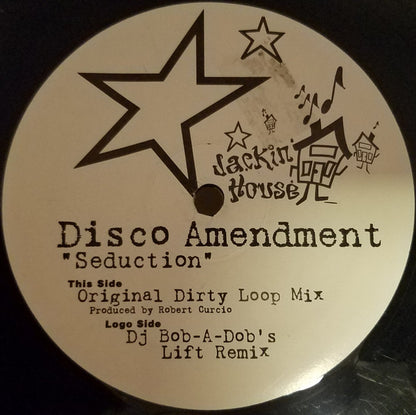 Jackin'
House
Disco Amendment
"Seduction"
This Side
Original Dirty Loop Mix
Produced by Robert Curcio
Logo Side
Dj Bob-A-Dob's
Lift Remix